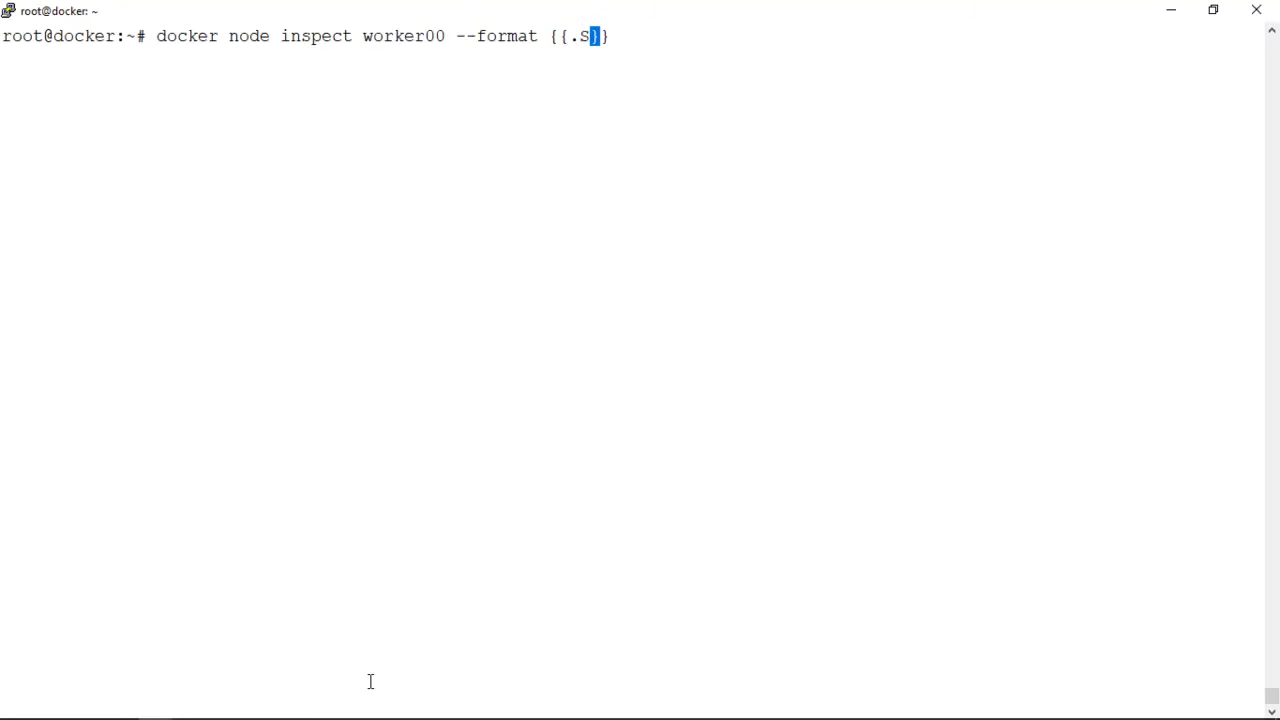 root@docker: ~
root@docker:~# docker node inspect worker00 --format {{.S}}